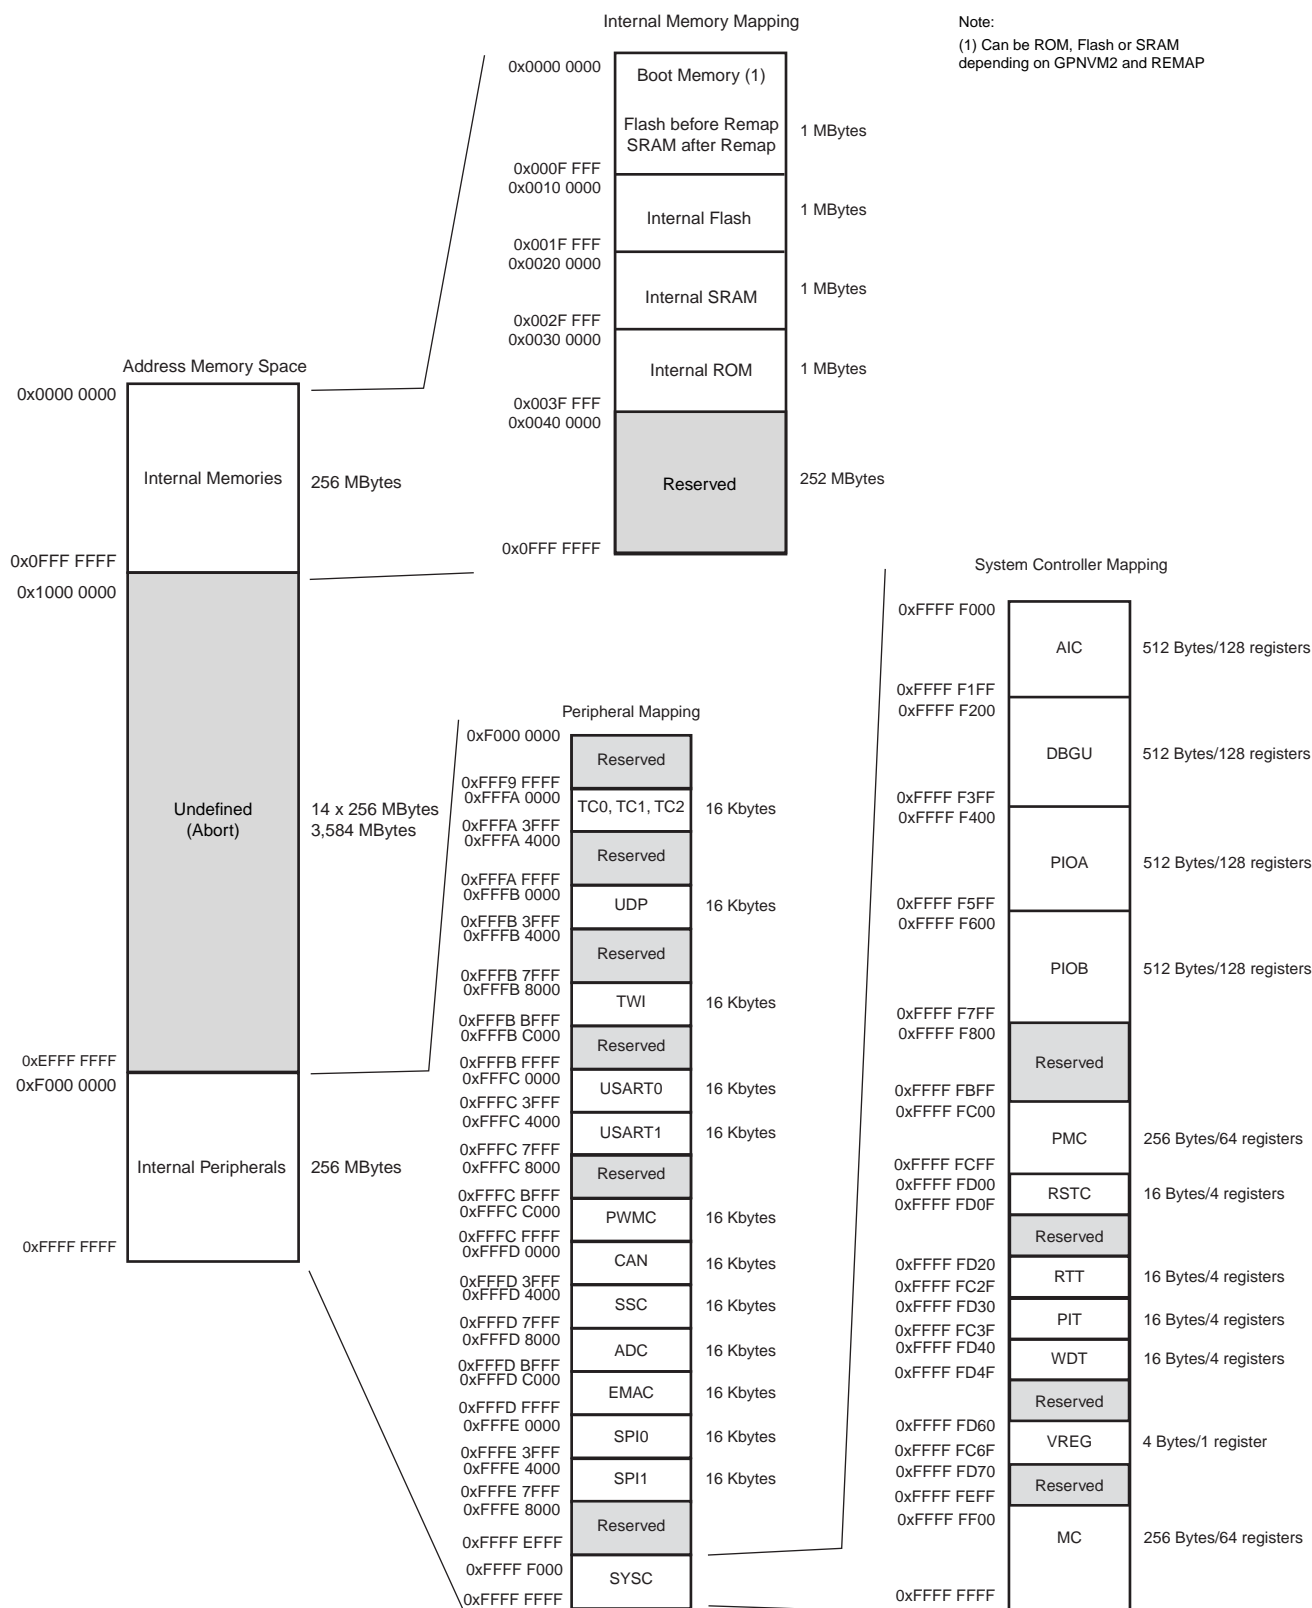 Internal Memory Mapping
Note:
(1) Can be ROM, Flash or SRAM
depending on GPNVM2 and REMAP
0x0000 0000
Boot Memory (1)
Flash before Remap
SRAM after Remap
1 MBytes
0x000F FFF
0x0010 0000
Internal Flash
1 MBytes
0x001F FFF
0x0020 0000
Internal SRAM
1 MBytes
0x002F FFF
0x0030 0000
Internal ROM
1 MBytes
0x003F FFF
0x0040 0000
Reserved
252 MBytes
0x0FFF FFFF
Address Memory Space
0x0000 0000
Internal Memories
256 MBytes
0x0FFF FFFF
0x1000 0000
Undefined
(Abort)
14 x 256 MBytes
3,584 MBytes
0xEFFF FFFF
0xF000 0000
Internal Peripherals
256 MBytes
0xFFFF FFFF
Peripheral Mapping
0xF000 0000
Reserved
0xFFF9 FFFF
0xFFFA 0000
TC0, TC1, TC2
16 Kbytes
0xFFFA 3FFF
0xFFFA 4000
Reserved
0xFFFA FFFF
0xFFFB 0000
UDP
16 Kbytes
0xFFFB 3FFF
0xFFFB 4000
Reserved
0xFFFB 7FFF
0xFFFB 8000
TWI
16 Kbytes
0xFFFB BFFF
0xFFFB C000
Reserved
0xFFFB FFFF
0xFFFC 0000
USART0
16 Kbytes
0xFFFC 3FFF
0xFFFC 4000
USART1
16 Kbytes
0xFFFC 7FFF
0xFFFC 8000
Reserved
0xFFFC BFFF
0xFFFC C000
PWMC
16 Kbytes
0xFFFC FFFF
0xFFFD 0000
CAN
16 Kbytes
0xFFFD 3FFF
0xFFFD 4000
SSC
16 Kbytes
0xFFFD 7FFF
0xFFFD 8000
ADC
16 Kbytes
0xFFFD BFFF
0xFFFD C000
EMAC
16 Kbytes
0xFFFD FFFF
0xFFFE 0000
SPI0
16 Kbytes
0xFFFE 3FFF
0xFFFE 4000
SPI1
16 Kbytes
0xFFFE 7FFF
0xFFFE 8000
Reserved
0xFFFF EFFF
0xFFFF F000
SYSC
0xFFFF FFFF
System Controller Mapping
0xFFFF F000
AIC
512 Bytes/128 registers
0xFFFF F1FF
0xFFFF F200
DBGU
512 Bytes/128 registers
0xFFFF F3FF
0xFFFF F400
PIOA
512 Bytes/128 registers
0xFFFF F5FF
0xFFFF F600
PIOB
512 Bytes/128 registers
0xFFFF F7FF
0xFFFF F800
Reserved
0xFFFF FBFF
0xFFFF FC00
PMC
256 Bytes/64 registers
0xFFFF FCFF
0xFFFF FD00
RSTC
16 Bytes/4 registers
0xFFFF FD0F
Reserved
0xFFFF FD20
RTT
16 Bytes/4 registers
0xFFFF FC2F
0xFFFF FD30
PIT
16 Bytes/4 registers
0xFFFF FC3F
0xFFFF FD40
WDT
16 Bytes/4 registers
0xFFFF FD4F
Reserved
0xFFFF FD60
VREG
4 Bytes/1 register
0xFFFF FC6F
0xFFFF FD70
Reserved
0xFFFF FEFF
0xFFFF FF00
MC
256 Bytes/64 registers
0xFFFF FFFF